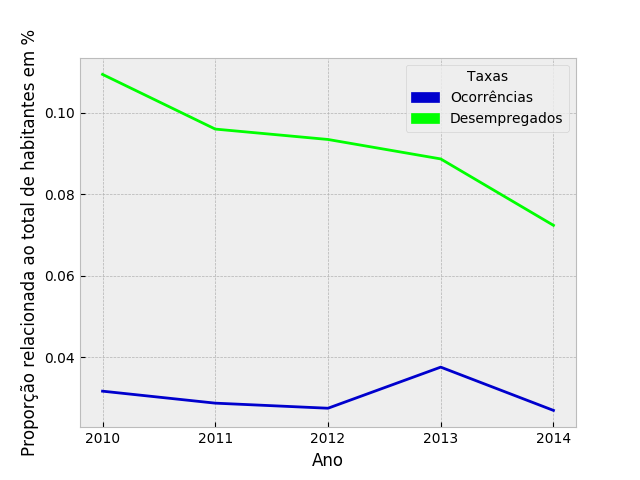 Proporção relacionada ao total de habitantes em %
0.10
0.08
0.06
0.04
Taxas
Ocorrências
Desempregados
2010 2011 2012 2013 2014
Ano